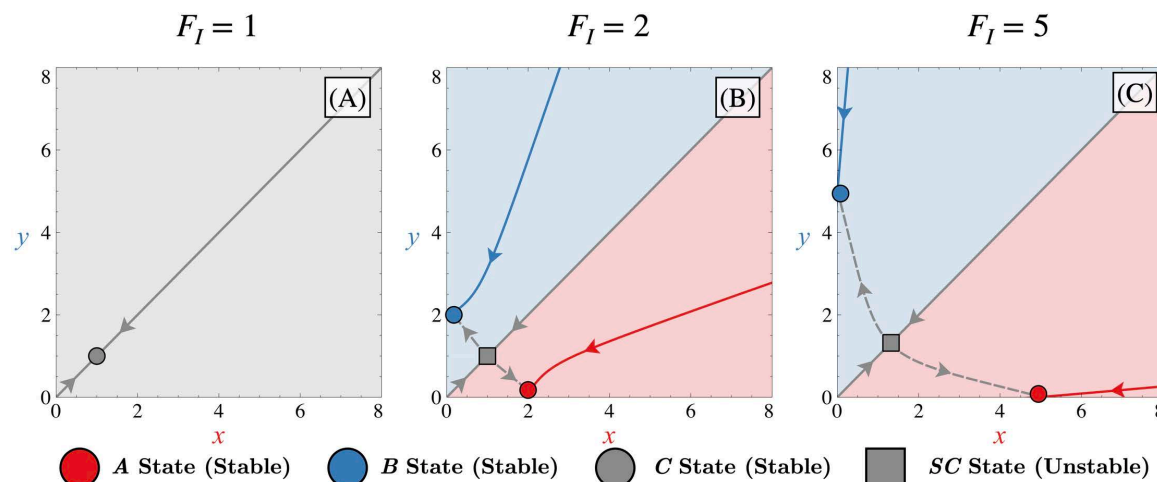 F_I = 1 F_I = 2 F_I = 5
(A) (B) (C)
8 8 8
6 6 6
y 4 y 4 y 4
2 2 2
0 0 0
0 2 4 6 8 0 2 4 6 8 0 2 4 6 8
x x x
A State (Stable) B State (Stable) C State (Stable) SC State (Unstable)